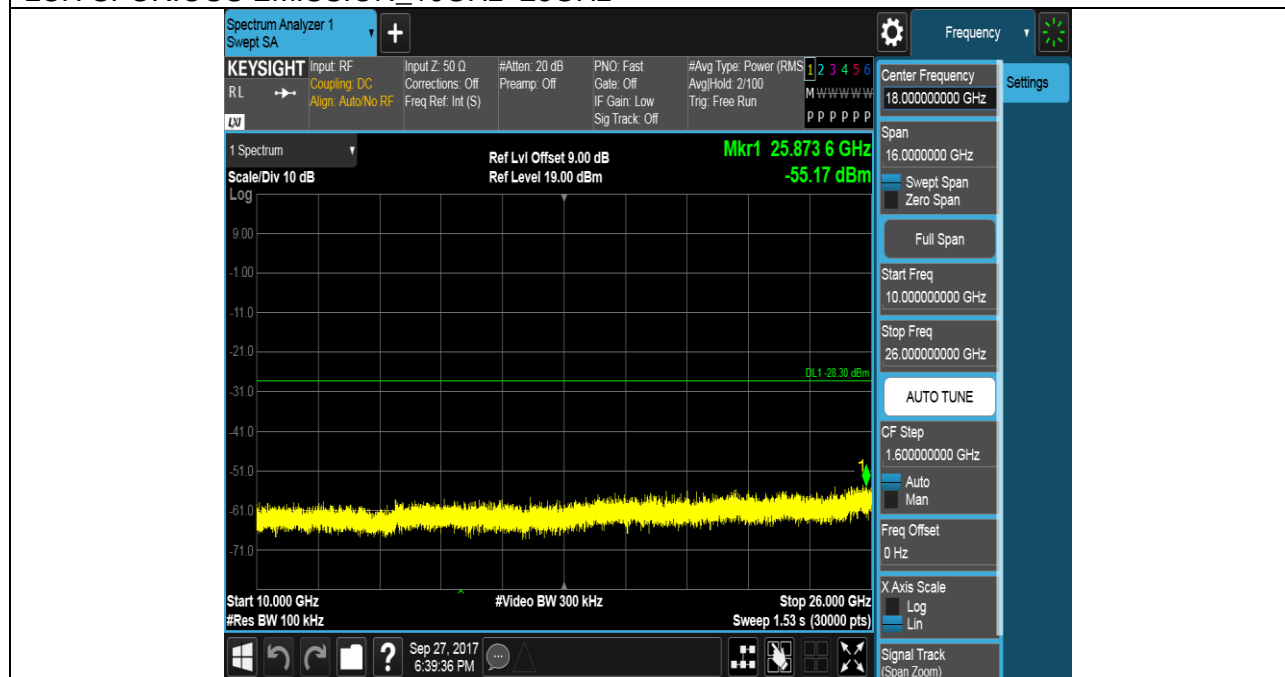 Spectrum Analyzer 1
Swept SA
+
Frequency
KEYSIGHT
RL
LXI
Input: RF
Coupling: DC
Align: Auto/No RF
Input Z: 50 Ω
Corrections: Off
Freq Ref: Int (S)
#Atten: 20 dB
Preamp: Off
PNO: Fast
Gate: Off
IF Gain: Low
Sig Track: Off
#Avg Type: Power (RMS
Avg|Hold: 2/100
Trig: Free Run
1 2 3 4 5 6
M W W W W W
P P P P P P
1 Spectrum
Scale/Div 10 dB
Log
Ref Lvl Offset 9.00 dB
Ref Level 19.00 dBm
Mkr1 25.873 6 GHz
-55.17 dBm
9.00
-1.00
-11.0
-21.0
-31.0
-41.0
-51.0
-61.0
-71.0
DL1 -28.30 dBm
1
Start 10.000 GHz
#Res BW 100 kHz
#Video BW 300 kHz
Stop 26.000 GHz
Sweep 1.53 s (30000 pts)
?
Sep 27, 2017
6:39:36 PM
Center Frequency
18.000000000 GHz
Span
16.0000000 GHz
Swept Span
Zero Span
Full Span
Start Freq
10.000000000 GHz
Stop Freq
26.000000000 GHz
AUTO TUNE
CF Step
1.600000000 GHz
Auto
Man
Freq Offset
0 Hz
X Axis Scale
Log
Lin
Signal Track
(Span Zoom)
Settings